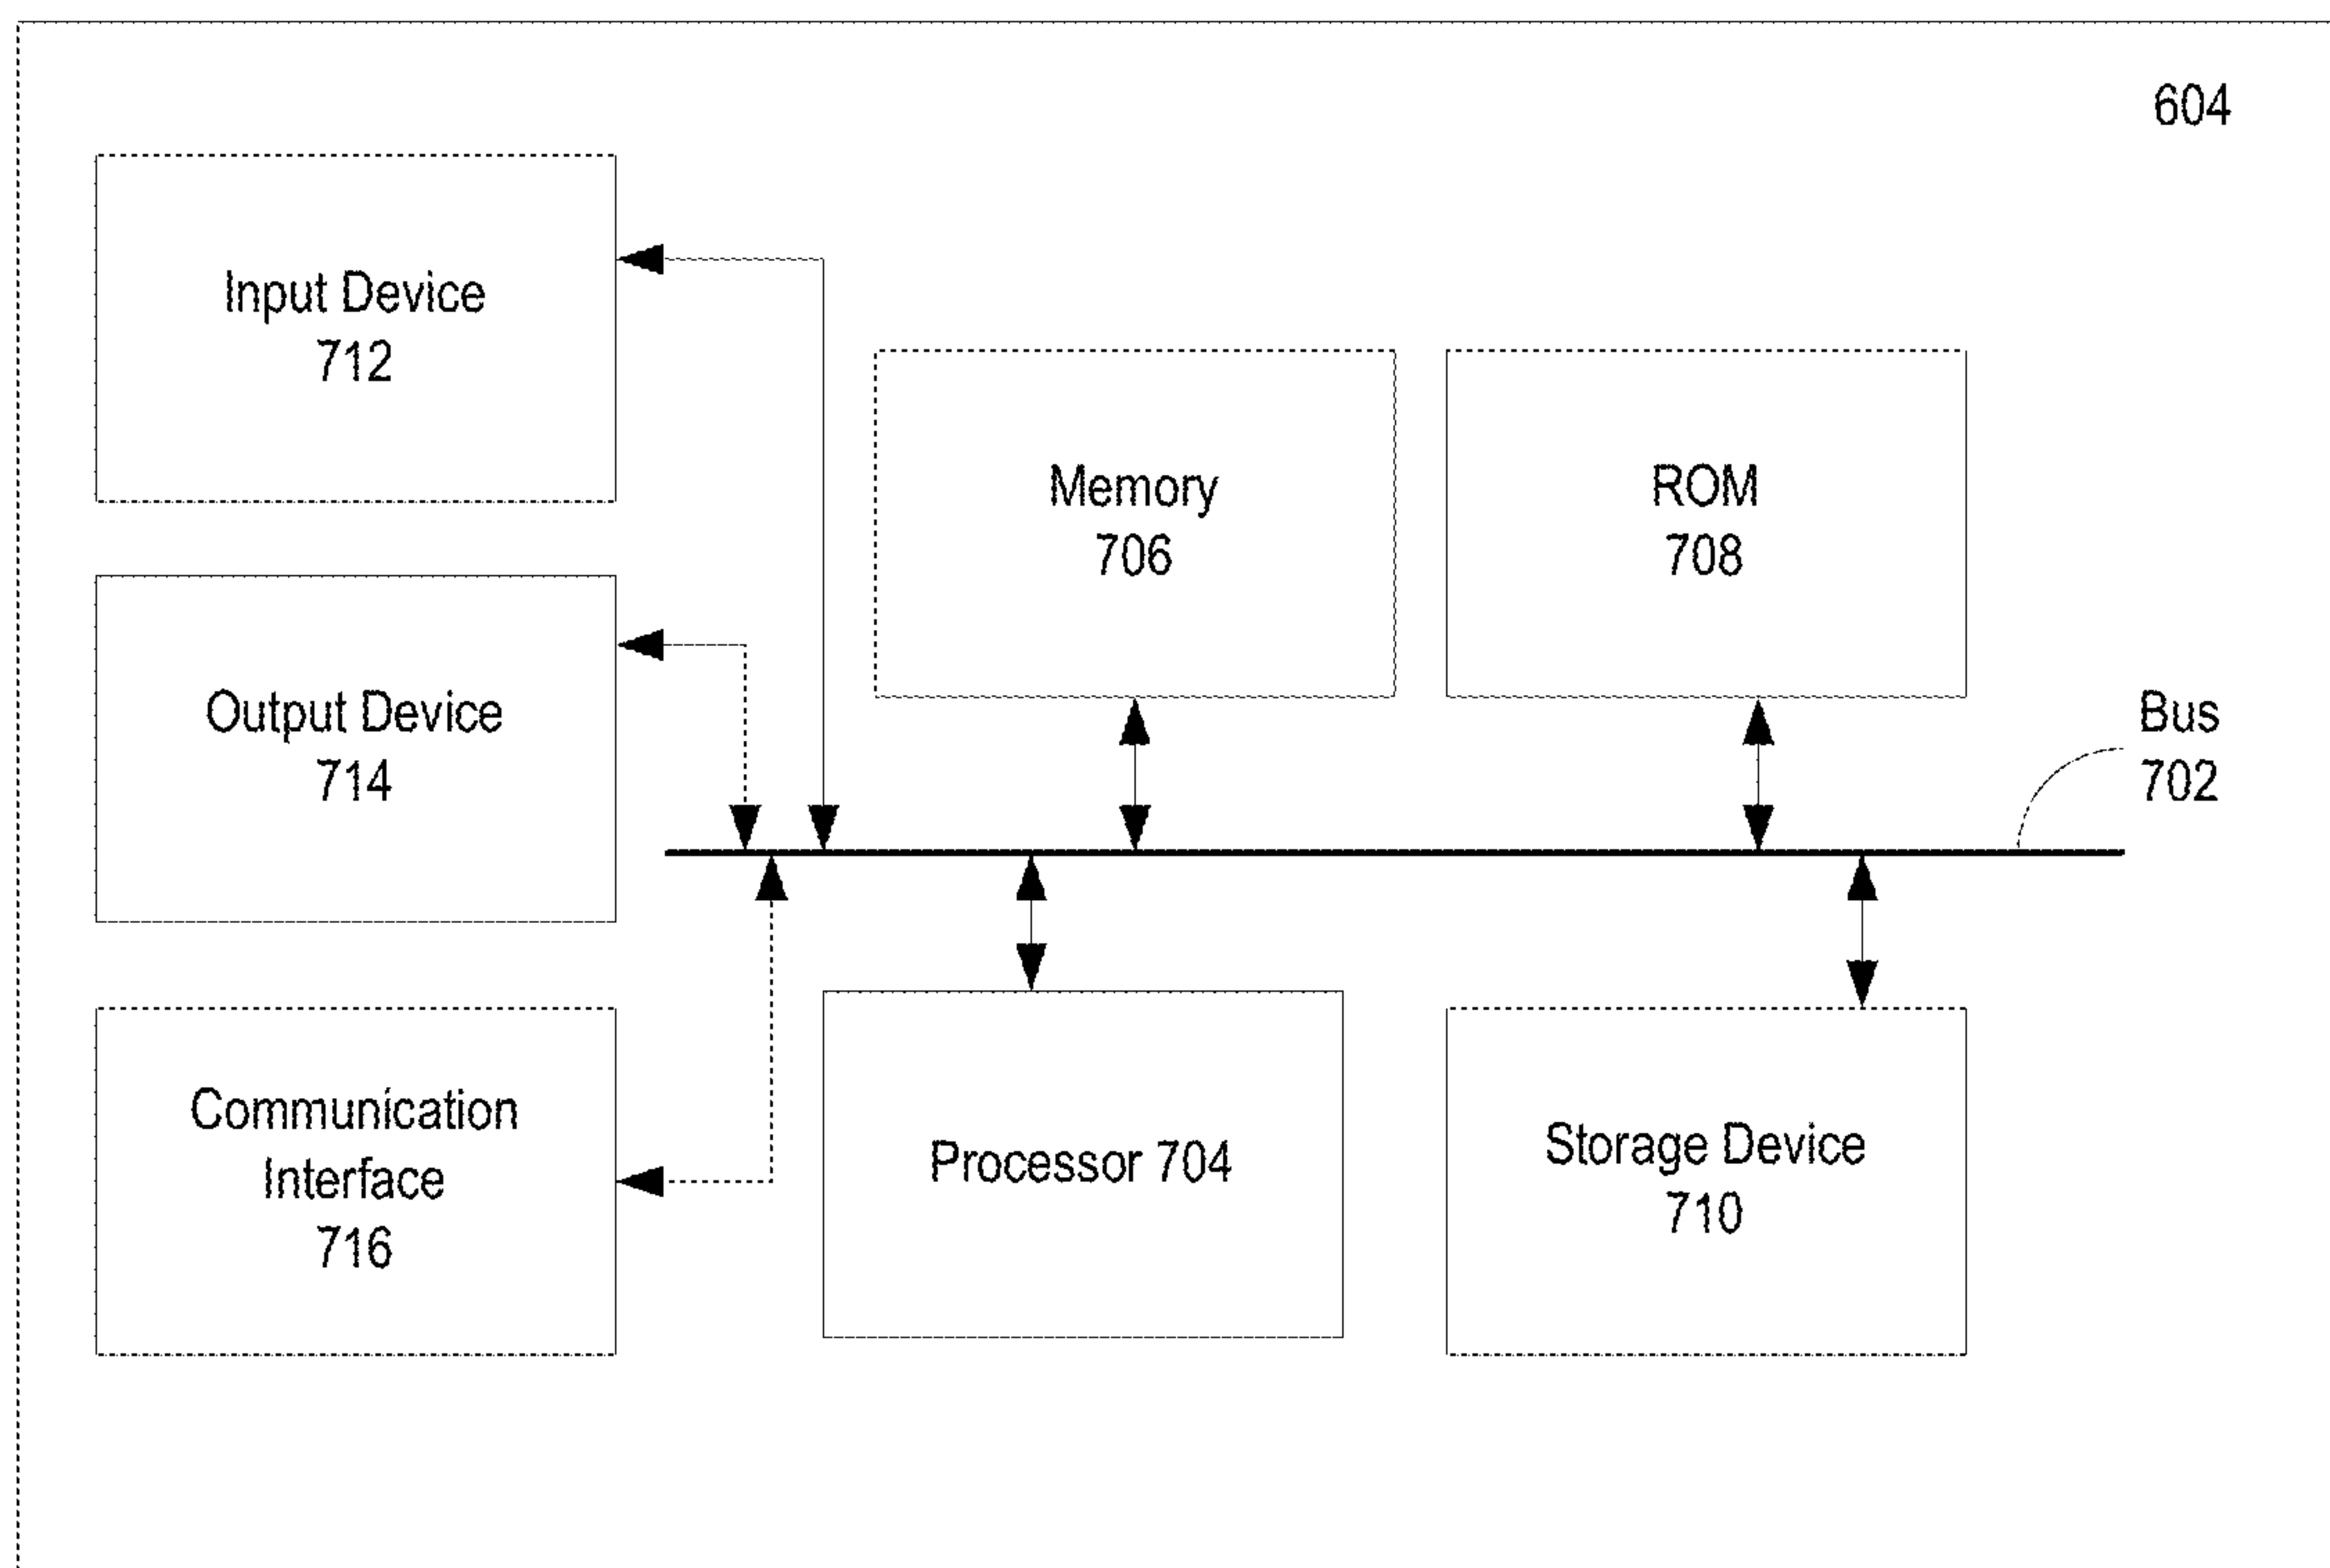 604
Input Device
712
Memory
706
ROM
708
Output Device
714
Bus
702
Communication
Interface
716
Processor 704
Storage Device
710